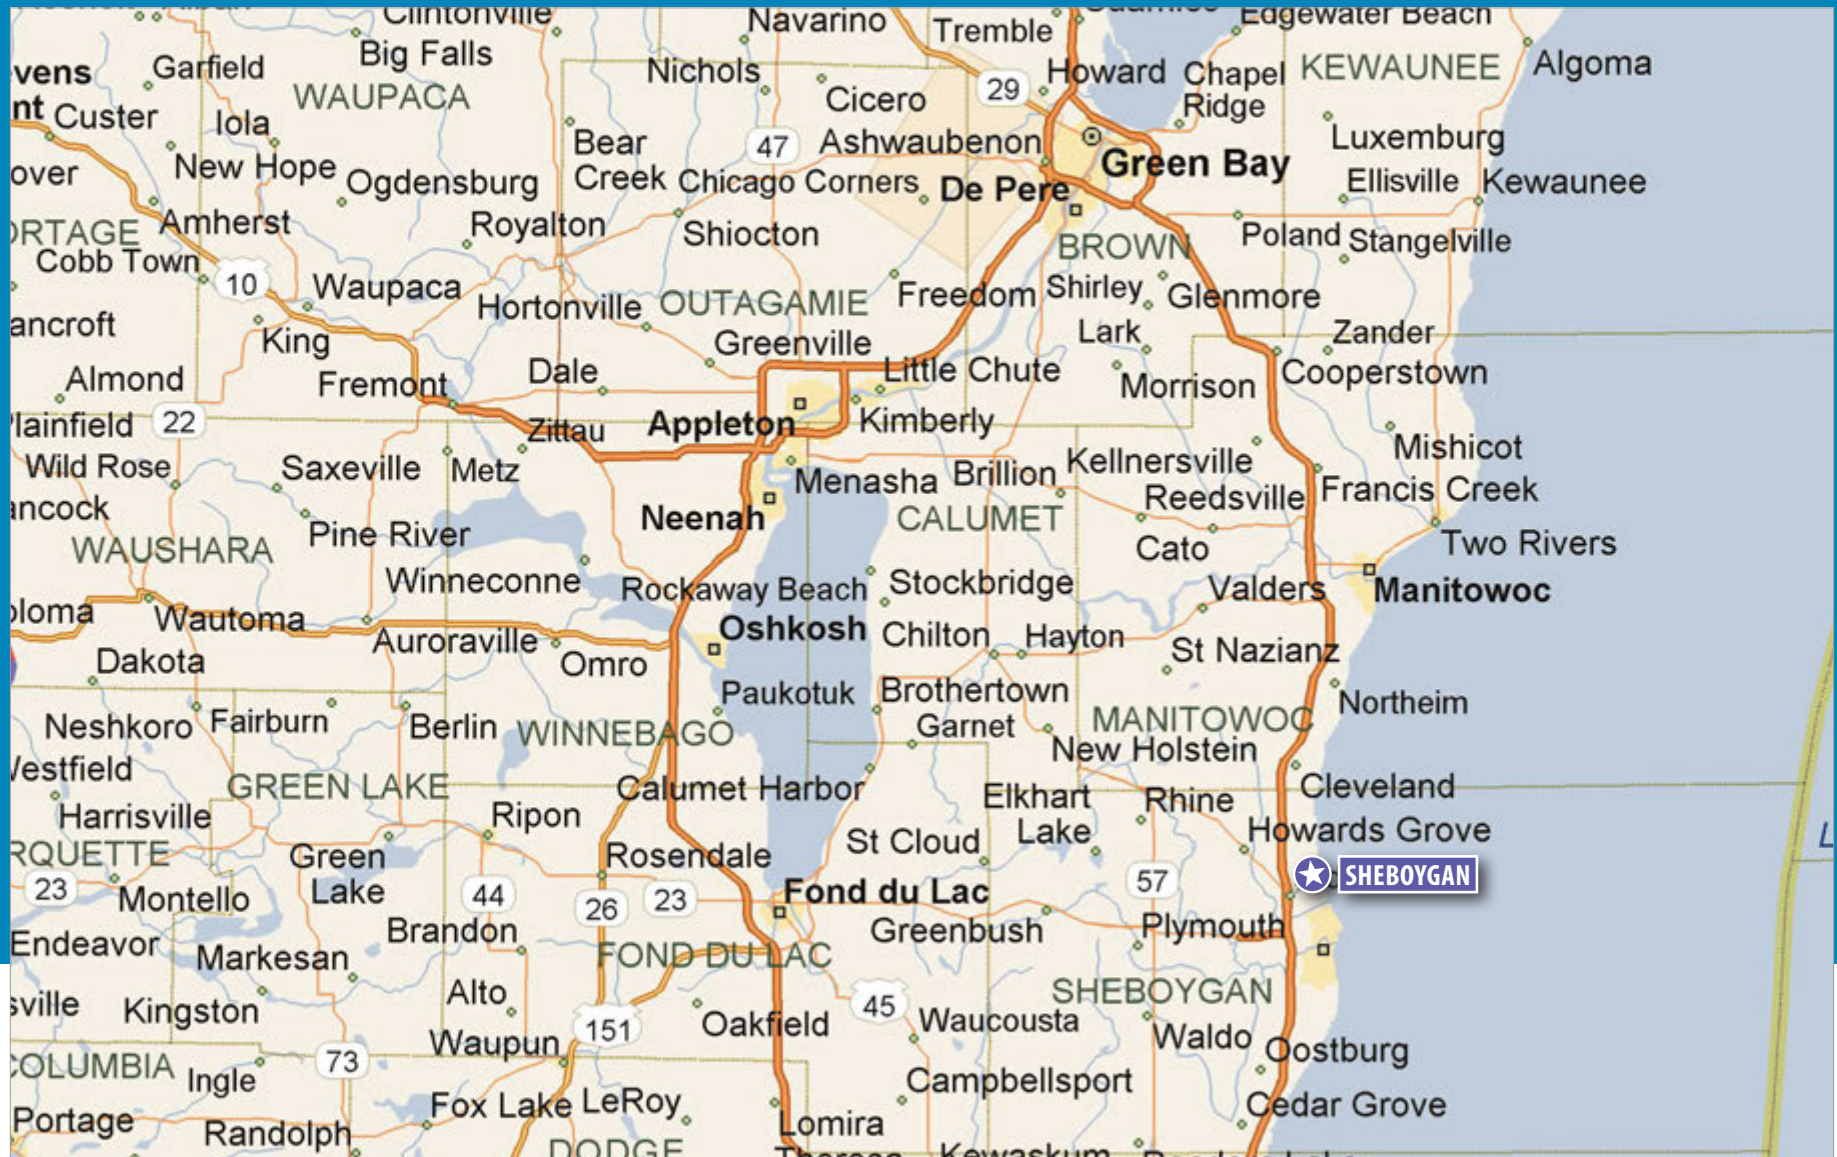 Clintonville
Navarino
Tremble
Edgewater Beach
Big Falls
Garfield
Nichols
Howard
Chapel
Ridge
KEWAUNEE
Algoma
WAUPACA
29
Cicero
Custer
Iola
Bear
Creek
47
Ashwaubenon
Green Bay
Luxemburg
New Hope
Ogdensburg
Chicago Corners
De Pere
Ellisville
Kewaunee
Amherst
Royalton
Shiocton
BROWN
Poland
Stangelville
Cobb Town
10
Waupaca
Hortonville
OUTAGAMIE
Freedom
Shirley
Glenmore
King
Greenville
Lark
Zander
Almond
Fremont
Dale
Little Chute
Morrison
Cooperstown
22
Zittau
Appleton
Kimberly
Mishicot
Wild Rose
Saxeville
Metz
Menasha
Brillion
Kellnersville
Reedsville
Francis Creek
Neenah
CALUMET
WAUSHARA
Pine River
Cato
Two Rivers
Winneconne
Rockaway Beach
Stockbridge
Valders
Manitowoc
Wautoma
Auroraville
Oshkosh
Chilton
Hayton
St Nazianz
Dakota
Omro
Paukotuk
Brothertown
Northeim
Neshkoro
Fairburn
Berlin
WINNEBAGO
Garnet
MANITOWOC
New Holstein
GREEN LAKE
Calumet Harbor
Elkhart
Lake
Rhine
Cleveland
Harrisville
Ripon
St Cloud
Howards Grove
Green
Lake
Rosendale
SHEBOYGAN
23
Montello
44
26
23
Fond du Lac
57
Brandon
Greenbush
Plymouth
Endeavor
Markesan
FOND DU LAC
Kingston
Alto
SHEBOYGAN
151
Oakfield
45
Waucousta
Waldo
Waupun
Oostburg
COLUMBIA
73
Ingle
Campbellsport
Portage
Randolph
Fox Lake
LeRoy
Lomira
Cedar Grove
DODGE
Kewaskum